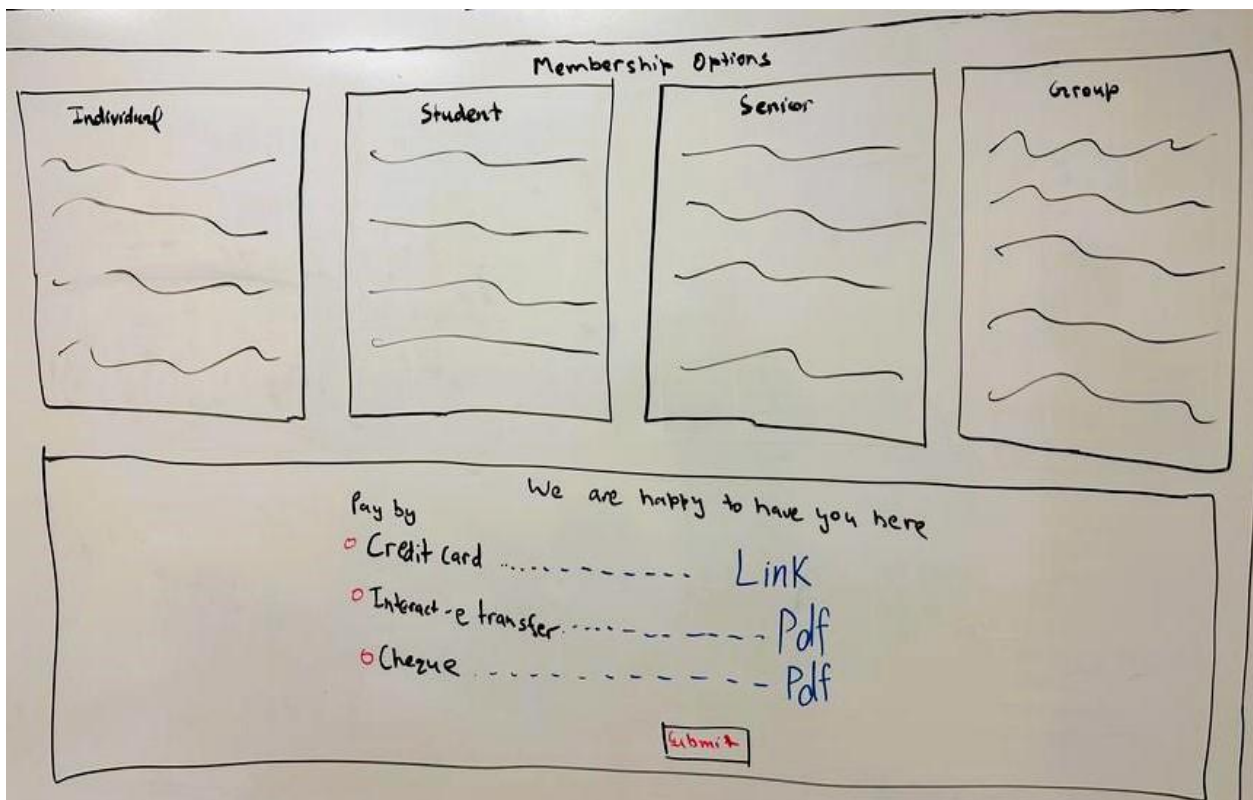 Membership Options
Individual
Student
Senior
Group
We are happy to have you here
Pay by
Credit card ............ Link
Interact-e transfer ............ Pdf
Cheque ............ Pdf
Submit